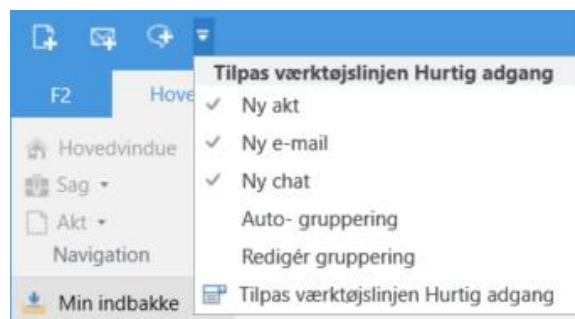 Tilpas værktøjslinjen Hurtig adgang
F2
Hove
Ny akt
Ny e-mail
Hovedvindue
Ny chat
Sag
Auto- gruppering
Akt
Redigér gruppering
Navigation
Tilpas værktøjslinjen Hurtig adgang
Min indbakke